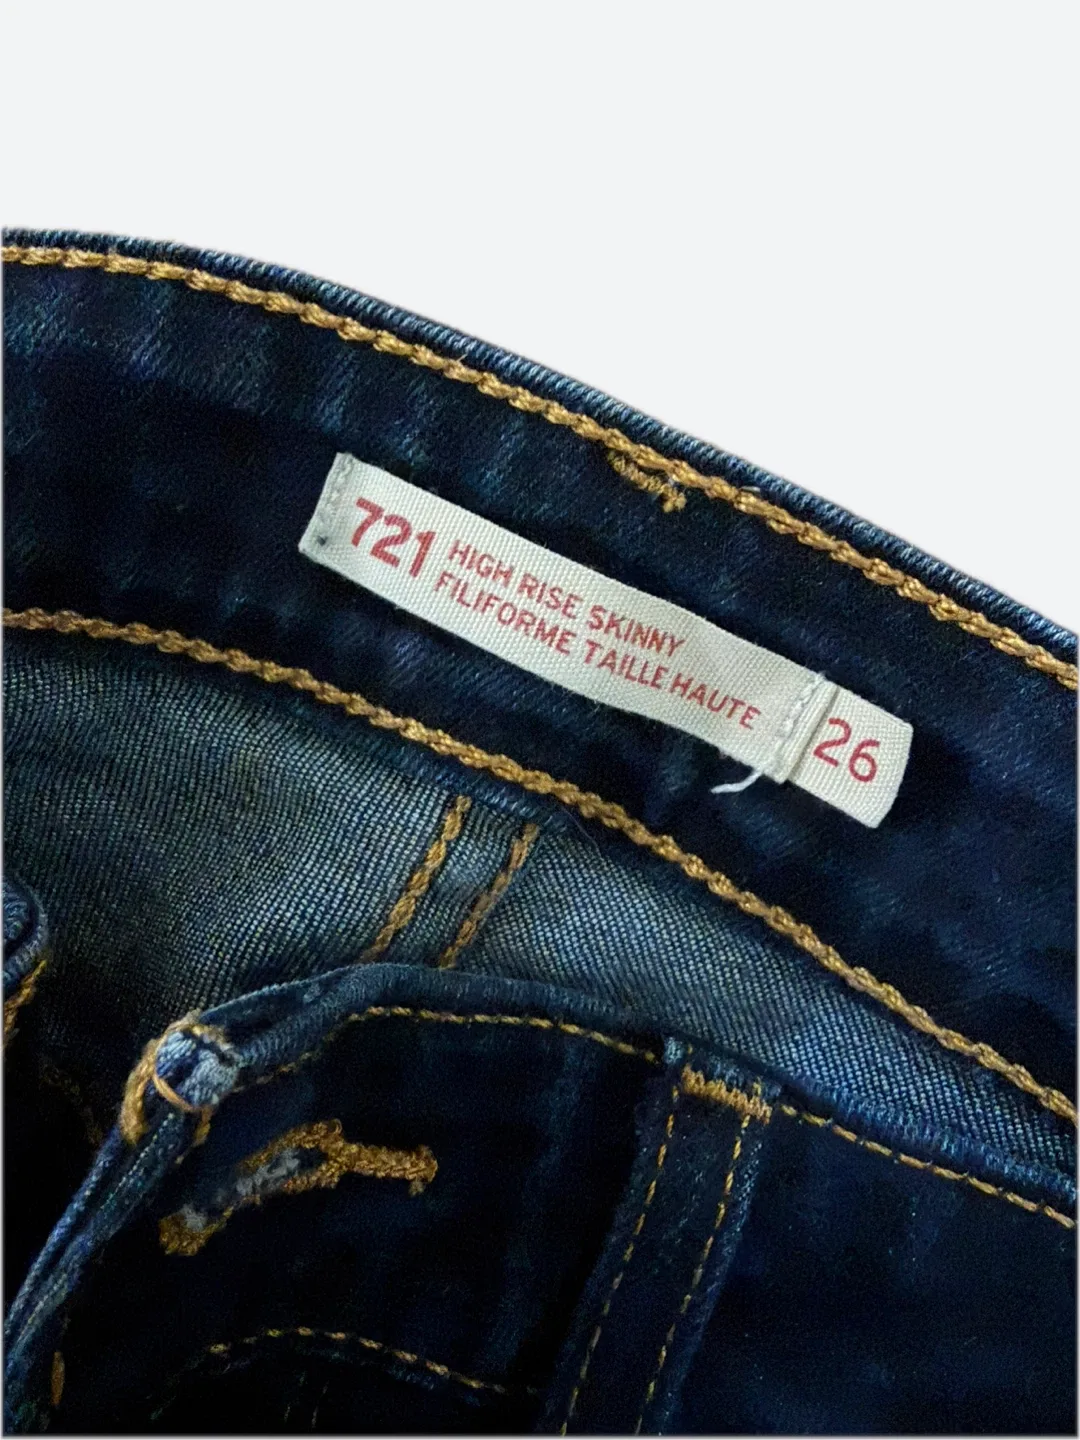 721
HIGH RISE SKINNY
FILIFORME TAILLE HAUTE
26